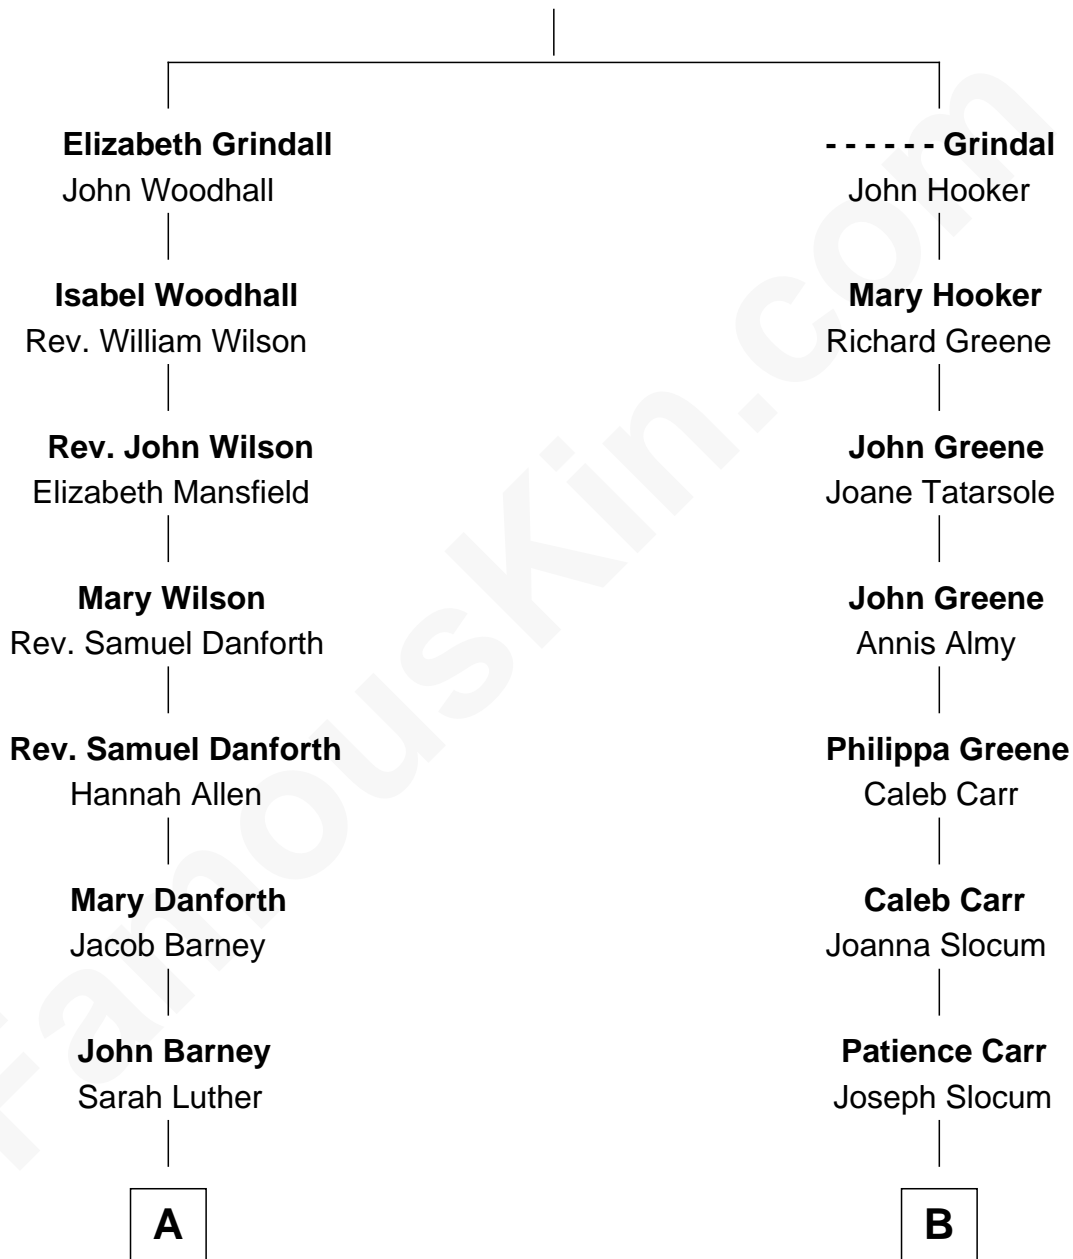 Elizabeth Grindall
John Woodhall
Isabel Woodhall
Rev. William Wilson
Rev. John Wilson
Elizabeth Mansfield
Mary Wilson
Rev. Samuel Danforth
Rev. Samuel Danforth
Hannah Allen
Mary Danforth
Jacob Barney
John Barney
Sarah Luther
A
- - - - - - Grindal
John Hooker
Mary Hooker
Richard Greene
John Greene
Joane Tatarsole
John Greene
Annis Almy
Philippa Greene
Caleb Carr
Caleb Carr
Joanna Slocum
Patience Carr
Joseph Slocum
B
FamousKin.com